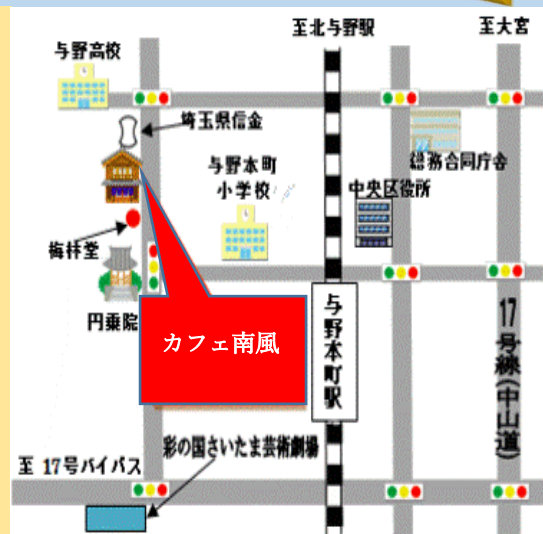 至北与野駅
至大宮
与野高校
埼玉県信金
総務合同庁舎
与野本町
小学校
中央区役所
梅林堂
円乗院
カフェ南風
与野本町駅
17号線(中山道)
彩の国さいたま芸術劇場
至 17号バイパス